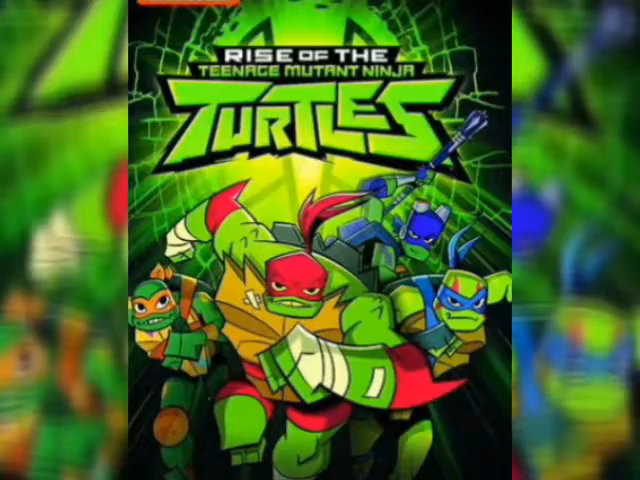 RISE OF THE
TEENAGE MUTANT NINJA
TURTLES